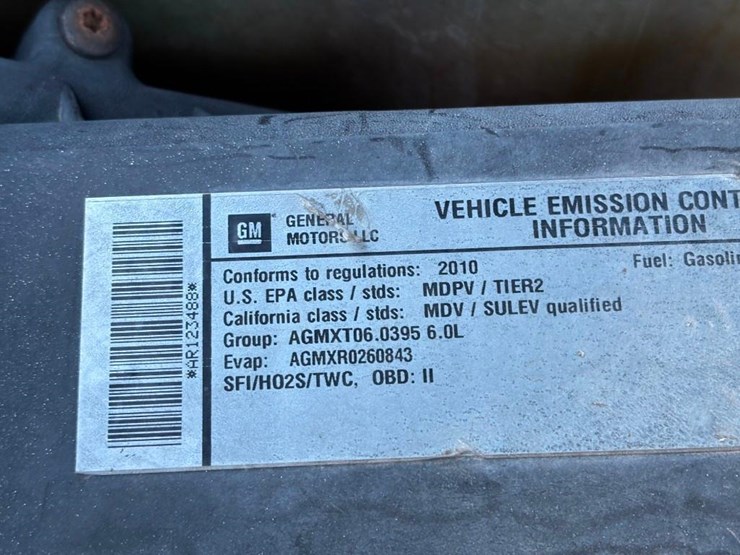 *AR123488*
GM
GENERAL
MOTORS LLC
VEHICLE EMISSION CONT
INFORMATION
Conforms to regulations: 2010
Fuel: Gasolin
U.S. EPA class / stds: MDPV / TIER2
California class / stds: MDV / SULEV qualified
Group: AGMXT06.0395 6.0L
Evap: AGMXR0260843
SFI/HO2S/TWC, OBD: II